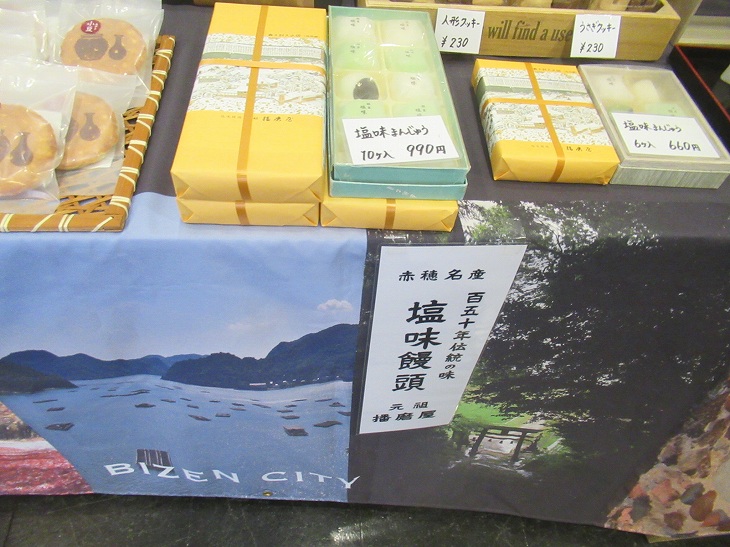 人形クッキー
¥230
will find a use
うさぎクッキー
¥230
塩味まんじゅう
10ヶ入 990円
塩味まんじゅう
6ヶ入 660円
赤穂名産
百五十年伝統の味
塩味饅頭
元祖
播磨屋
BIZEN CITY